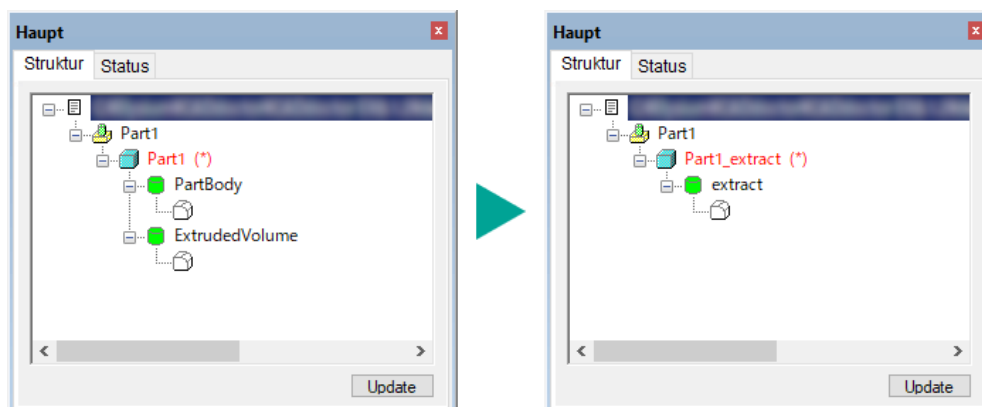 Haupt
Struktur Status
Part1
Part1 (*)
PartBody
ExtrudedVolume
Update
Haupt
Struktur Status
Part1
Part1_extract (*)
extract
Update